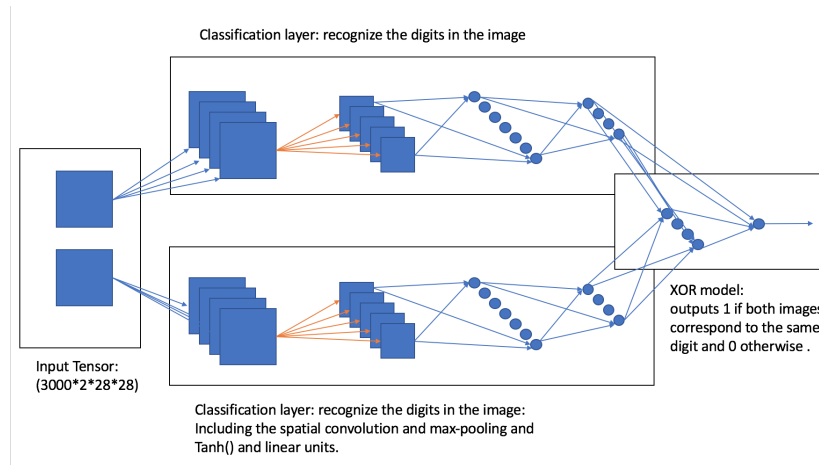 Classification layer: recognize the digits in the image
Input Tensor:
(3000*2*28*28)
XOR model:
outputs 1 if both images
correspond to the same
digit and 0 otherwise .
Classification layer: recognize the digits in the image:
Including the spatial convolution and max-pooling and
Tanh() and linear units.